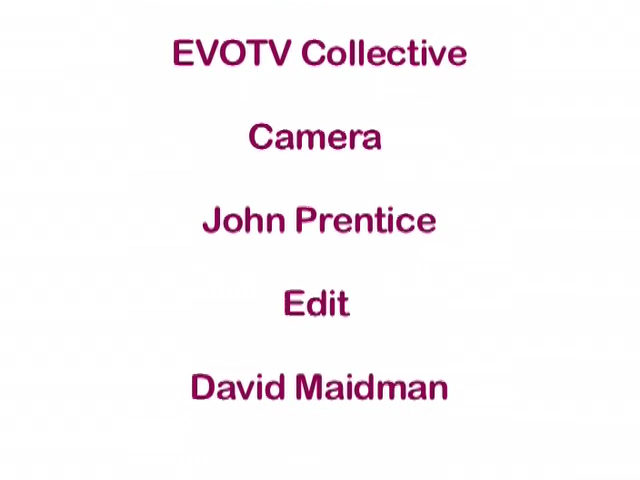 EVOTV Collective
Camera
John Prentice
Edit
David Maidman